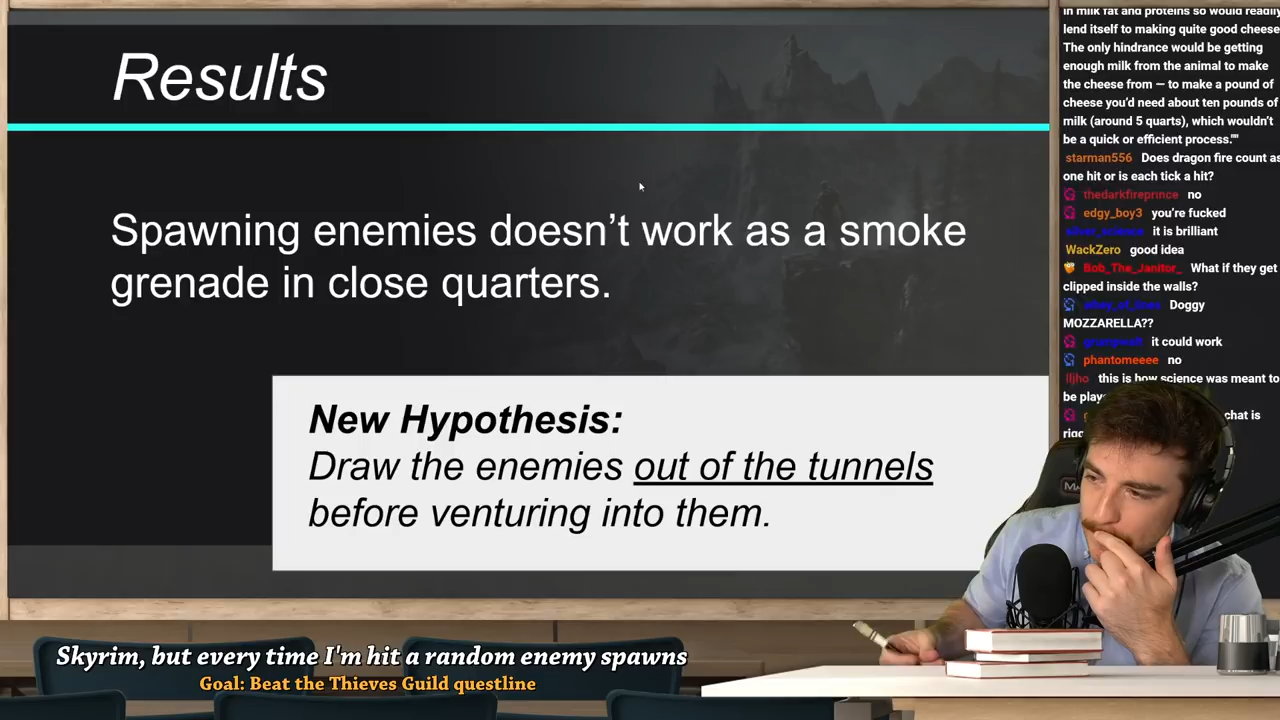 Results
Spawning enemies doesn’t work as a smoke
grenade in close quarters.
New Hypothesis:
Draw the enemies out of the tunnels
before venturing into them.
Skyrim, but every time I'm hit a random enemy spawns
Goal: Beat the Thieves Guild questline
in milk fat and proteins so would readily
lend itself to making quite good cheese
The only hindrance would be getting
enough milk from the animal to make
the cheese from — to make a pound of
cheese you’d need about ten pounds of
milk (around 5 quarts), which wouldn’t
be a quick or efficient process.""
starman556 Does dragon fire count as
one hit or is each tick a hit?
thedarkfireprince no
edgy_boy3 you’re fucked
it is brilliant
WackZero good idea
Bob_The_Janitor_ What if they get
clipped inside the walls?
Doggy
MOZZARELLA??
it could work
phantomeeee no
this is how science was meant to
be
chat is